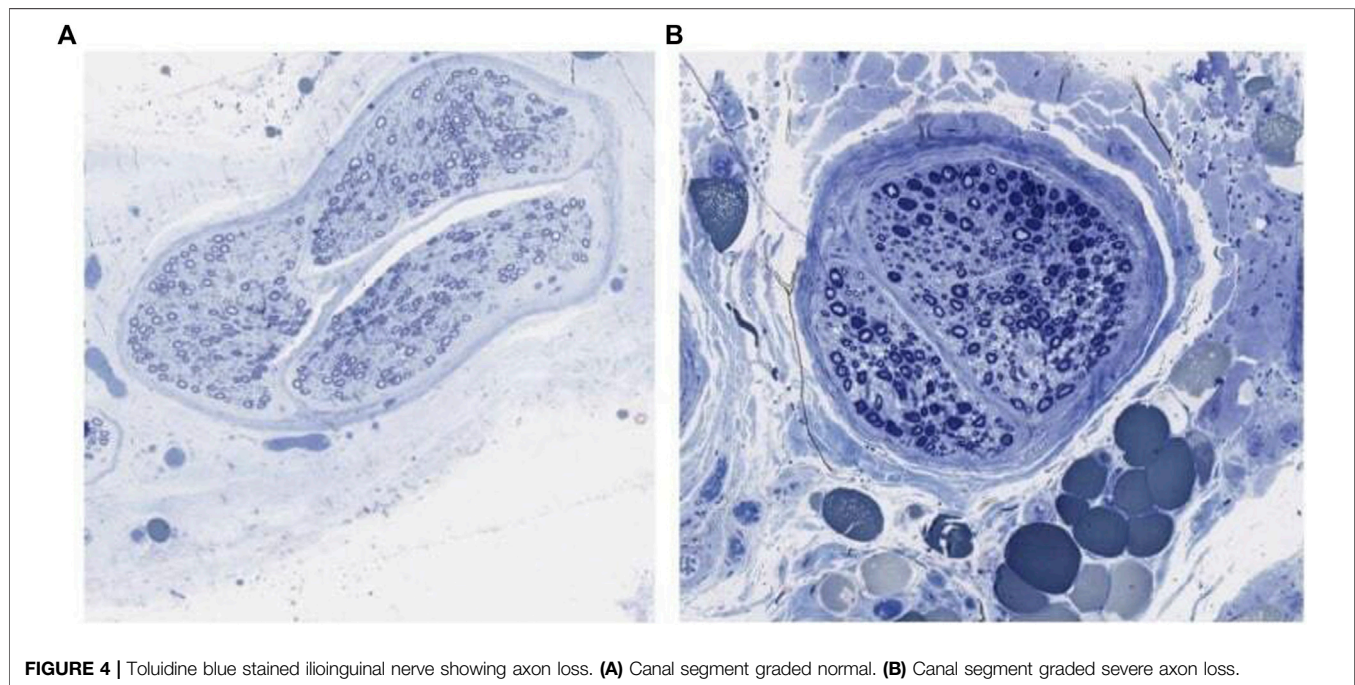 A
B
FIGURE 4 | Toluidine blue stained ilioinguinal nerve showing axon loss. (A) Canal segment graded normal. (B) Canal segment graded severe axon loss.